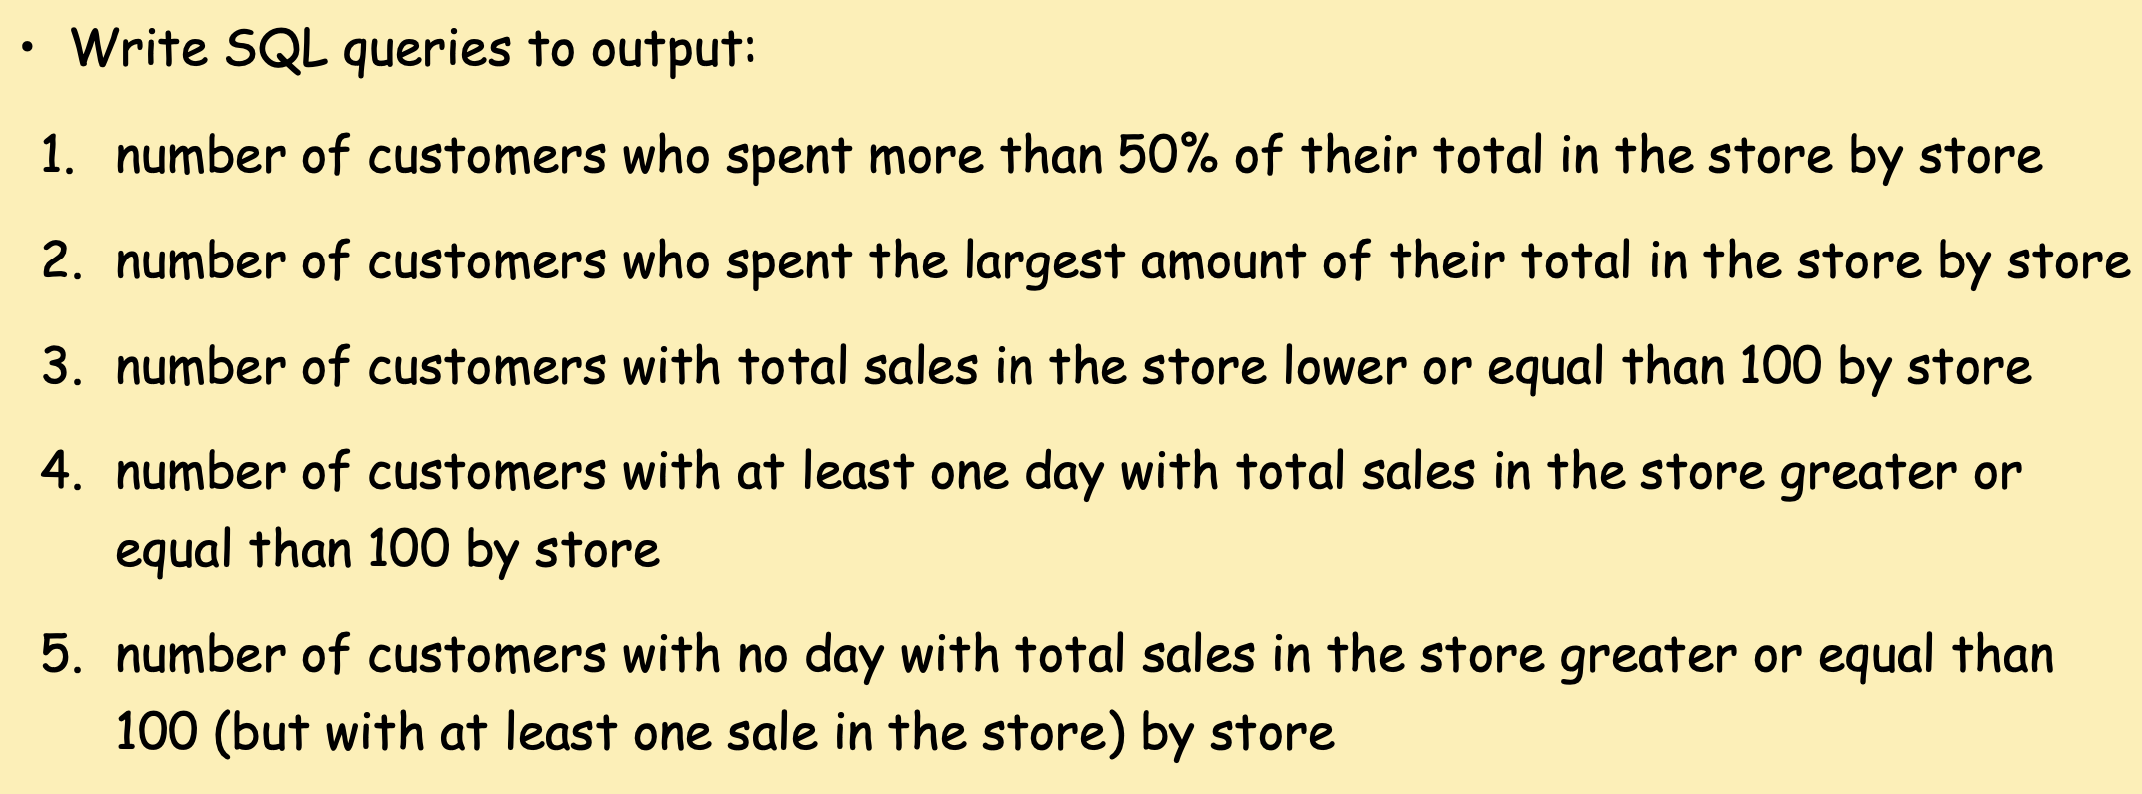 • Write SQL queries to output:
1. number of customers who spent more than 50% of their total in the store by store
2. number of customers who spent the largest amount of their total in the store by store
3. number of customers with total sales in the store lower or equal than 100 by store
4. number of customers with at least one day with total sales in the store greater or
equal than 100 by store
5. number of customers with no day with total sales in the store greater or equal than
100 (but with at least one sale in the store) by store